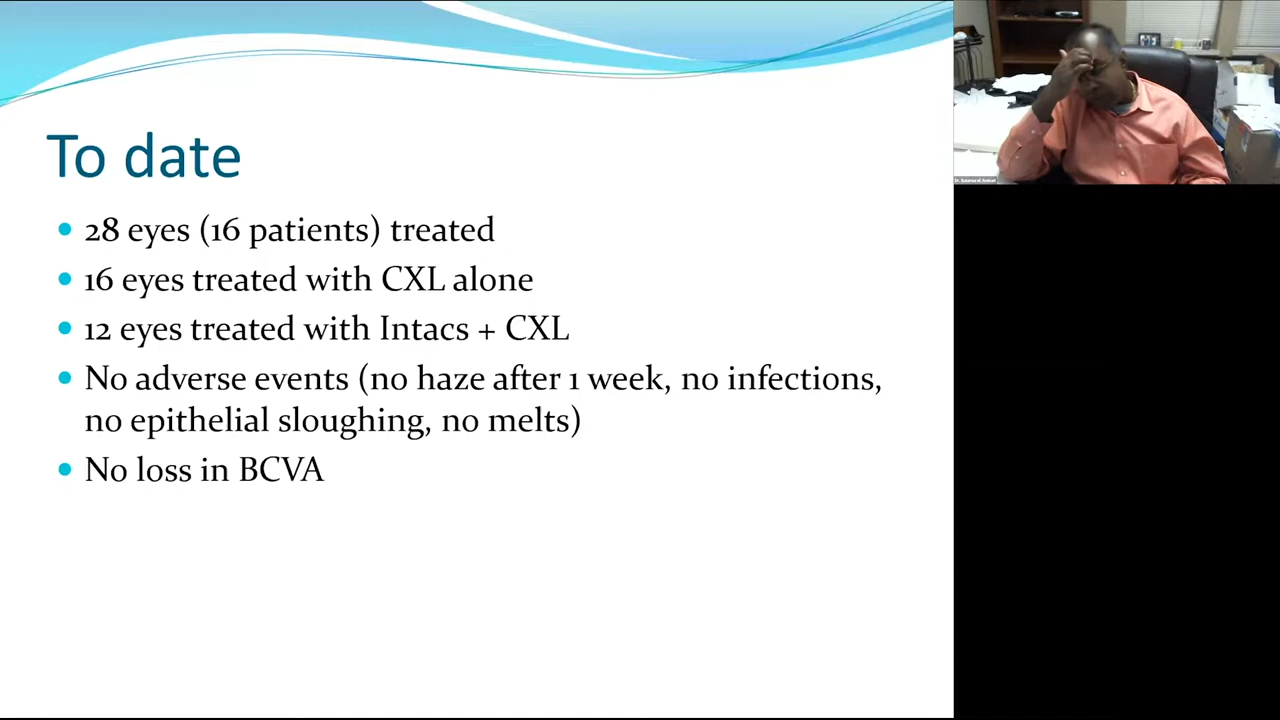 To date
28 eyes (16 patients) treated
16 eyes treated with CXL alone
12 eyes treated with Intacs + CXL
No adverse events (no haze after 1 week, no infections,
no epithelial sloughing, no melts)
No loss in BCVA